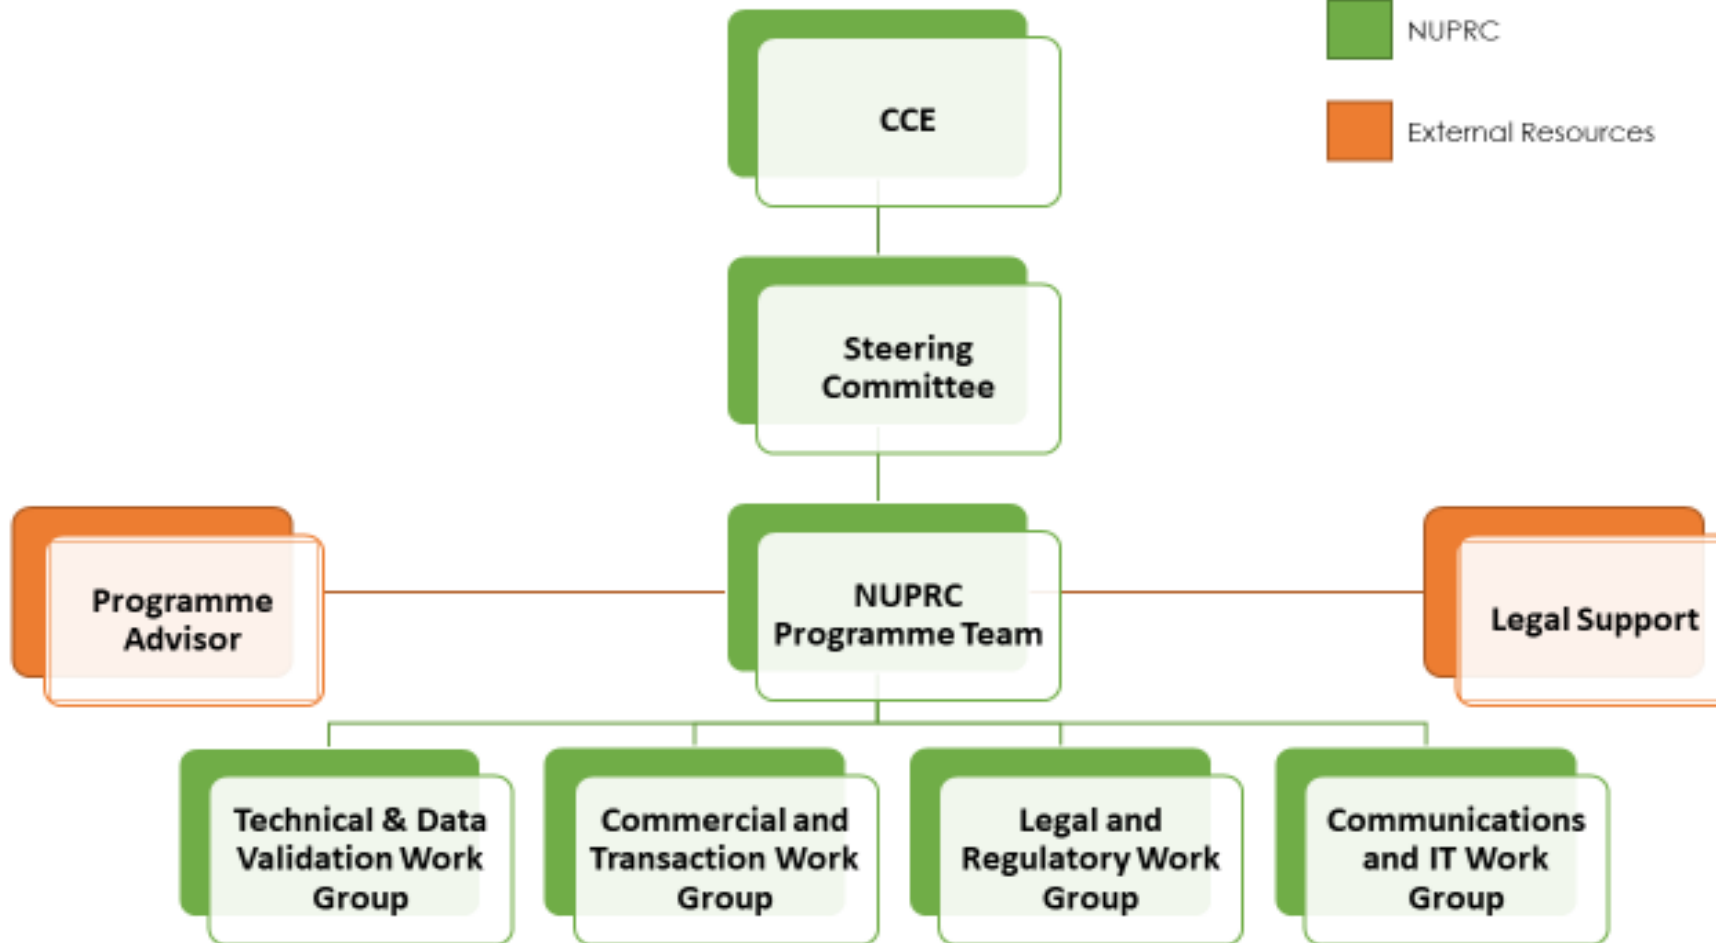 NUPRC
External Resources
CCE
Steering
Committee
Programme
Advisor
NUPRC
Programme Team
Legal Support
Technical & Data
Validation Work
Group
Commercial and
Transaction Work
Group
Legal and
Regulatory Work
Group
Communications
and IT Work
Group